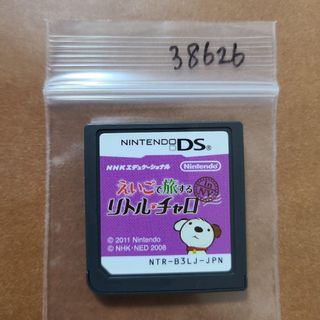 38626
NINTENDO DS
NHKエデュケーショナル Nintendo
えいごで旅する
リトル・チャロ
© 2011 Nintendo
© NHK・NED 2008
NTR-B3LJ-JPN